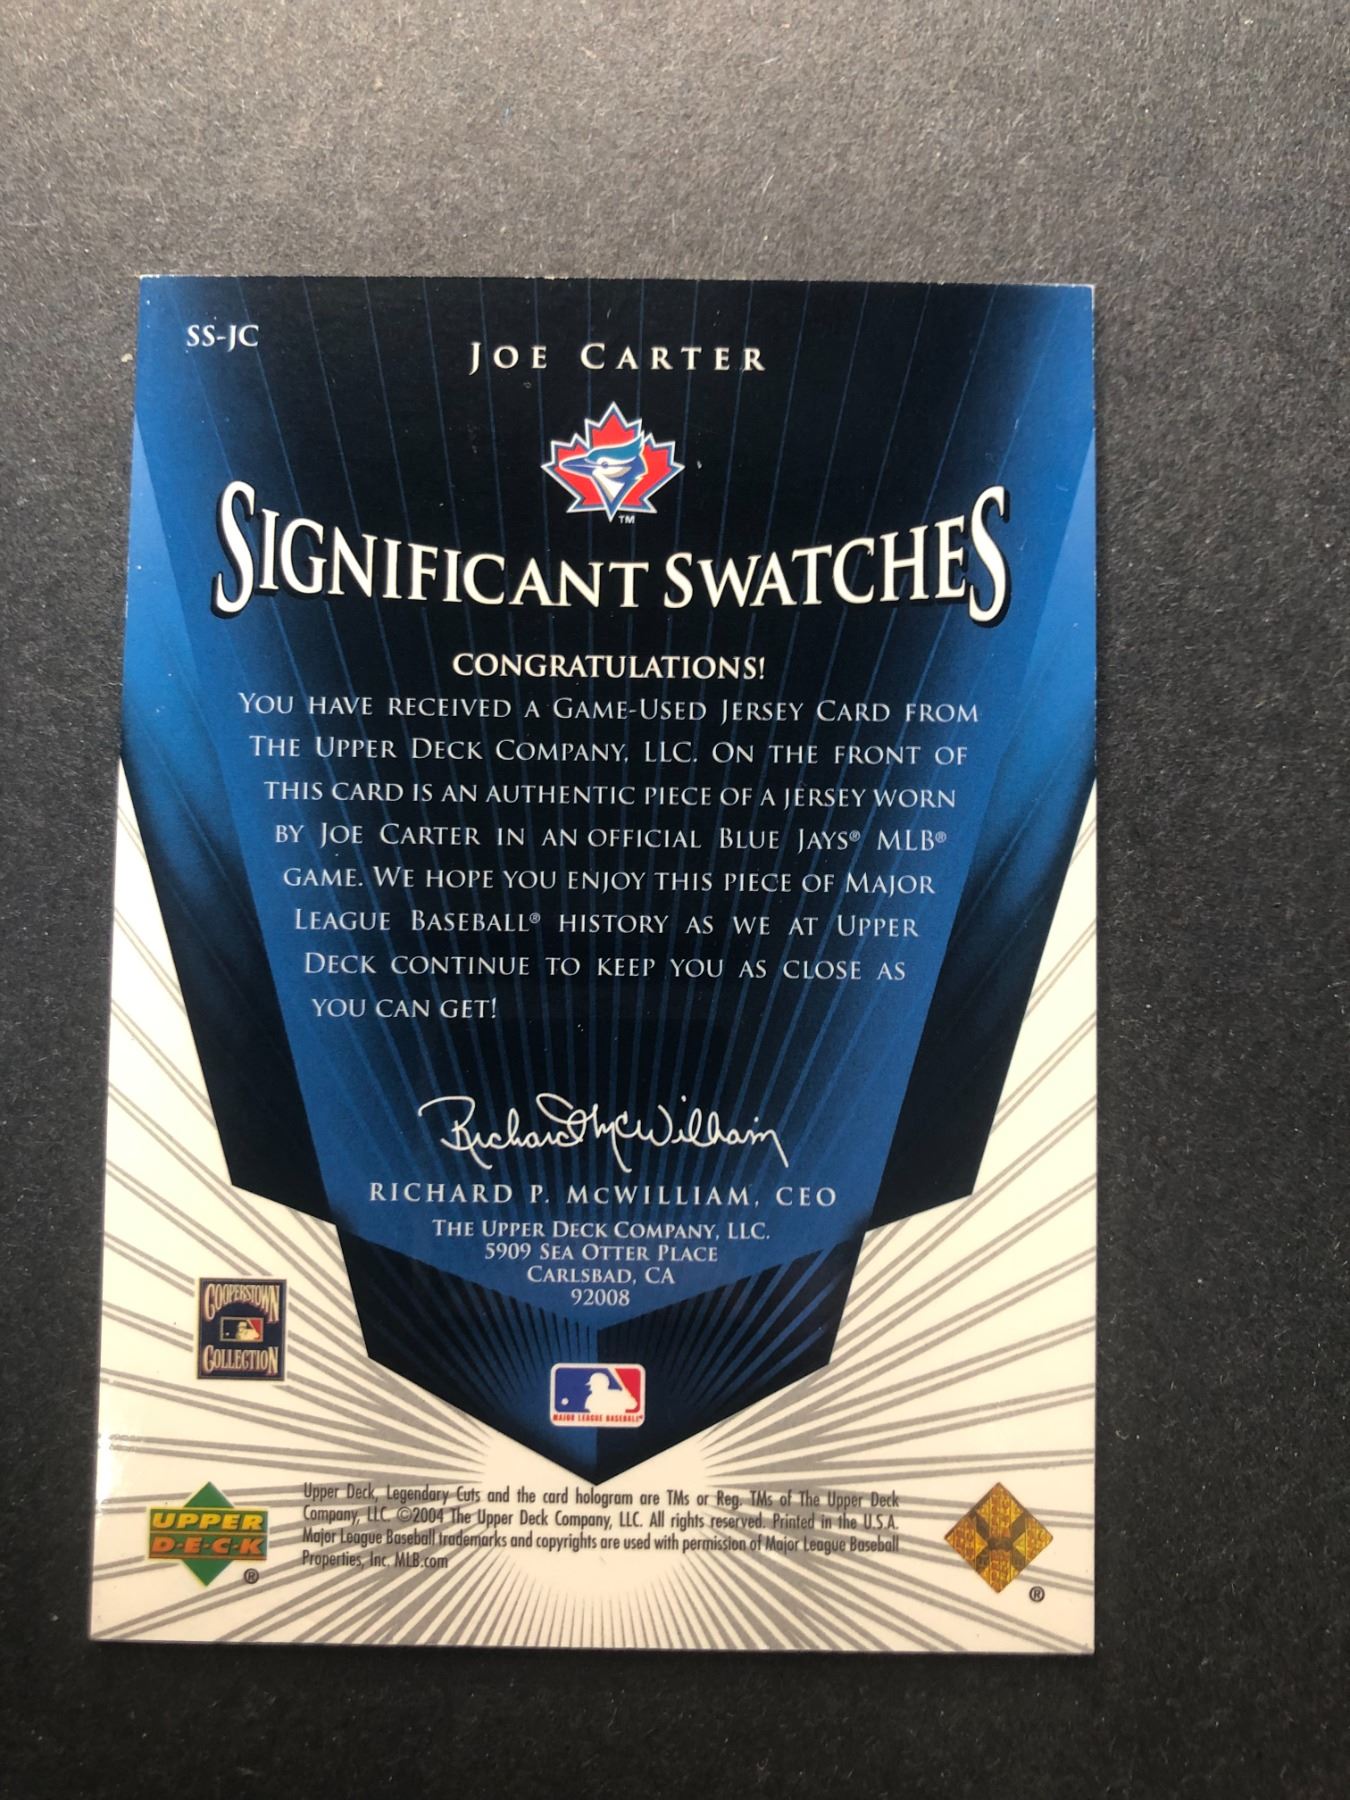 SS-JC
JOE CARTER
TM
SIGNIFICANT SWATCHES
CONGRATULATIONS!
YOU HAVE RECEIVED A GAME-USED JERSEY CARD FROM
THE UPPER DECK COMPANY, LLC. ON THE FRONT OF
THIS CARD IS AN AUTHENTIC PIECE OF A JERSEY WORN
BY JOE CARTER IN AN OFFICIAL BLUE JAYS® MLB®
GAME. WE HOPE YOU ENJOY THIS PIECE OF MAJOR
LEAGUE BASEBALL® HISTORY AS WE AT UPPER
DECK CONTINUE TO KEEP YOU AS CLOSE AS
YOU CAN GET!
Richard McWilliam
RICHARD P. MCWILLIAM, CEO
THE UPPER DECK COMPANY, LLC.
5909 SEA OTTER PLACE
CARLSBAD, CA
92008
COOPERSTOWN
COLLECTION
MAJOR LEAGUE BASEBALL
UPPER
D·E·C·K
®
Upper Deck, Legendary Cuts and the card hologram are TMs or Reg. TMs of The Upper Deck
Company, LLC. ©2004 The Upper Deck Company, LLC. All rights reserved. Printed in the U.S.A.
Major League Baseball trademarks and copyrights are used with permission of Major League Baseball
Properties, Inc. MLB.com
®